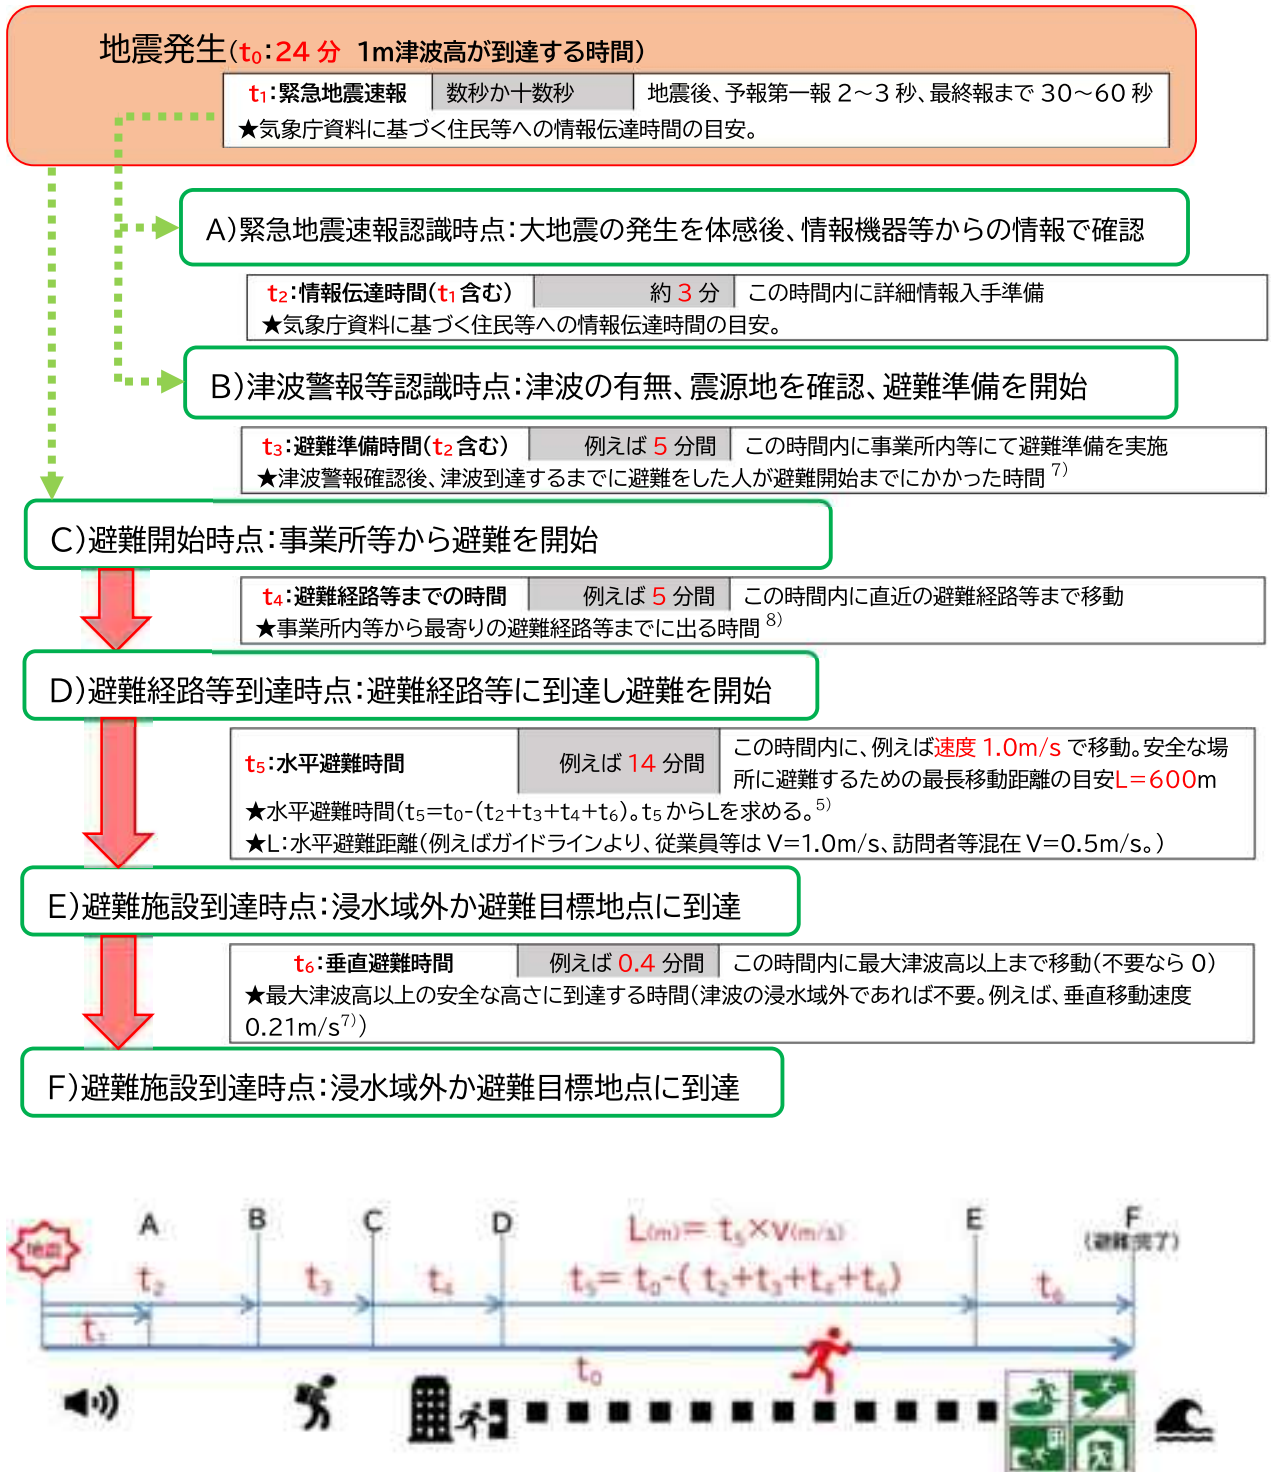 地震発生(t₀:24 分 1m津波高が到達する時間)
t₁:緊急地震速報 数秒か十数秒 地震後、予報第一報 2～3 秒、最終報まで 30～60 秒
★気象庁資料に基づく住民等への情報伝達時間の目安。
A)緊急地震速報認識時点:大地震の発生を体感後、情報機器等からの情報で確認
t₂:情報伝達時間(t₁ 含む) 約 3 分 この時間内に詳細情報入手準備
★気象庁資料に基づく住民等への情報伝達時間の目安。
B)津波警報等認識時点:津波の有無、震源地を確認、避難準備を開始
t₃:避難準備時間(t₂ 含む) 例えば 5 分間 この時間内に事業所内等にて避難準備を実施
★津波警報確認後、津波到達するまでに避難をした人が避難開始までにかかった時間 7)
C)避難開始時点:事業所等から避難を開始
t₄:避難経路等までの時間 例えば 5 分間 この時間内に直近の避難経路等まで移動
★事業所内等から最寄りの避難経路等までに出る時間 8)
D)避難経路等到達時点:避難経路等に到達し避難を開始
t₅:水平避難時間 例えば 14 分間 この時間内に、例えば速度 1.0m/s で移動。安全な場
所に避難するための最長移動距離の目安L=600m
★水平避難時間(t₅=t₀-(t₂+t₃+t₄+t₆)。t₅ からLを求める。5)
★L:水平避難距離(例えばガイドラインより、従業員等は V=1.0m/s、訪問者等混在 V=0.5m/s。)
E)避難施設到達時点:浸水域外か避難目標地点に到達
t₆:垂直避難時間 例えば 0.4 分間 この時間内に最大津波高以上まで移動(不要なら 0)
★最大津波高以上の安全な高さに到達する時間(津波の浸水域外であれば不要。例えば、垂直移動速度
0.21m/s7))
F)避難施設到達時点:浸水域外か避難目標地点に到達
A B C D L(m)= t₅×v(m/s) E F
地震 (避難完了)
t₂ t₃ t₄ t₅= t₀-( t₂+t₃+t₄+t₆) t₆
t₁
t₀